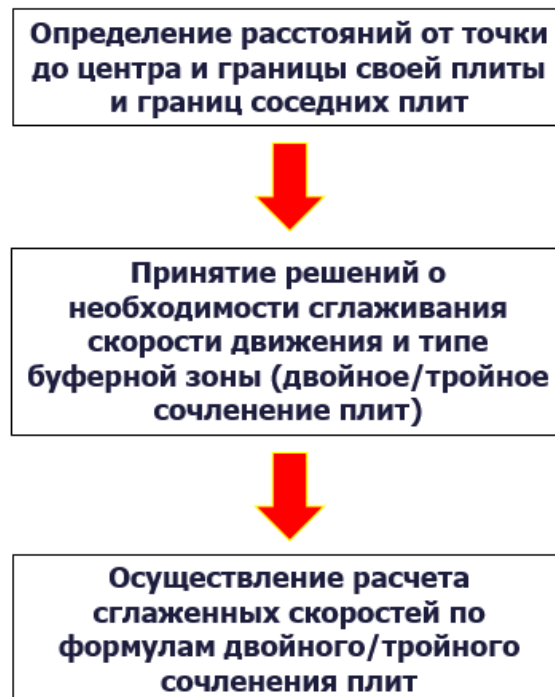 Определение расстояний от точки
до центра и границы своей плиты
и границ соседних плит
Принятие решений о
необходимости сглаживания
скорости движения и типе
буферной зоны (двойное/тройное
сочленение плит)
Осуществление расчета
сглаженных скоростей по
формулам двойного/тройного
сочленения плит